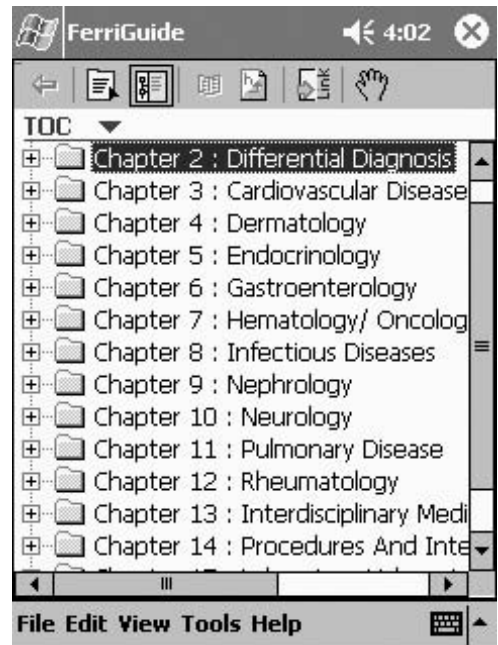 FerriGuide 4:02
LINK
TOC
Chapter 2 : Differential Diagnosis
Chapter 3 : Cardiovascular Disease
Chapter 4 : Dermatology
Chapter 5 : Endocrinology
Chapter 6 : Gastroenterology
Chapter 7 : Hematology/ Oncolog
Chapter 8 : Infectious Diseases
Chapter 9 : Nephrology
Chapter 10 : Neurology
Chapter 11 : Pulmonary Disease
Chapter 12 : Rheumatology
Chapter 13 : Interdisciplinary Medi
Chapter 14 : Procedures And Inte
File Edit View Tools Help